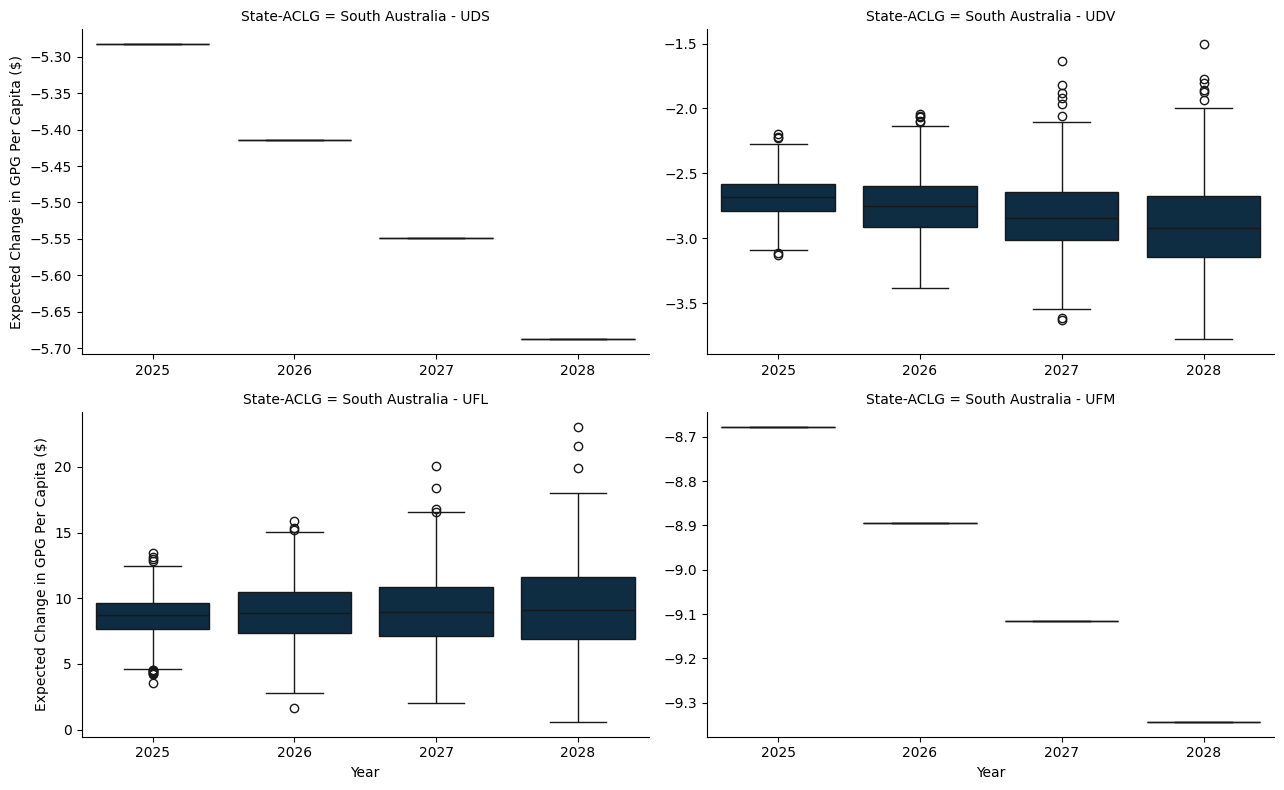 State-ACLG = South Australia - UDS
Expected Change in GPG Per Capita ($)
−5.30
−5.35
−5.40
−5.45
−5.50
−5.55
−5.60
−5.65
−5.70
2025 2026 2027 2028
State-ACLG = South Australia - UDV
−1.5
−2.0
−2.5
−3.0
−3.5
2025 2026 2027 2028
State-ACLG = South Australia - UFL
Expected Change in GPG Per Capita ($)
20
15
10
5
0
2025 2026 2027 2028
Year
State-ACLG = South Australia - UFM
−8.7
−8.8
−8.9
−9.0
−9.1
−9.2
−9.3
2025 2026 2027 2028
Year